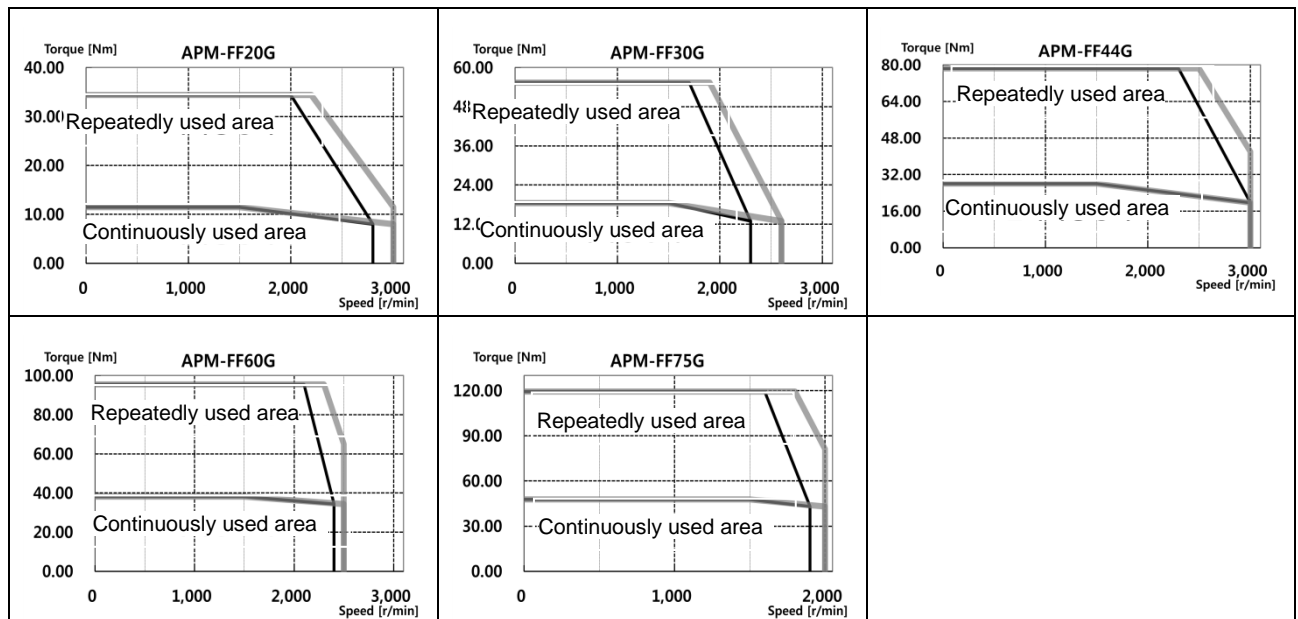 Torque [Nm] APM-FF20G
40.00
30.00
Repeatedly used area
20.00
10.00
Continuously used area
0.00
0 1,000 2,000 3,000
Speed [r/min]
Torque [Nm] APM-FF30G
60.00
Repeatedly used area
36.00
24.00
Continuously used area
0.00
0 1,000 2,000 3,000
Speed [r/min]
Torque [Nm] APM-FF44G
80.00
Repeatedly used area
64.00
48.00
32.00
Continuously used area
16.00
0.00
0 1,000 2,000 3,000
Speed [r/min]
Torque [Nm] APM-FF60G
100.00
Repeatedly used area
80.00
60.00
40.00
Continuously used area
20.00
0.00
0 1,000 2,000 3,000
Speed [r/min]
Torque [Nm] APM-FF75G
120.00
Repeatedly used area
90.00
60.00
Continuously used area
30.00
0.00
0 1,000 2,000
Speed [r/min]